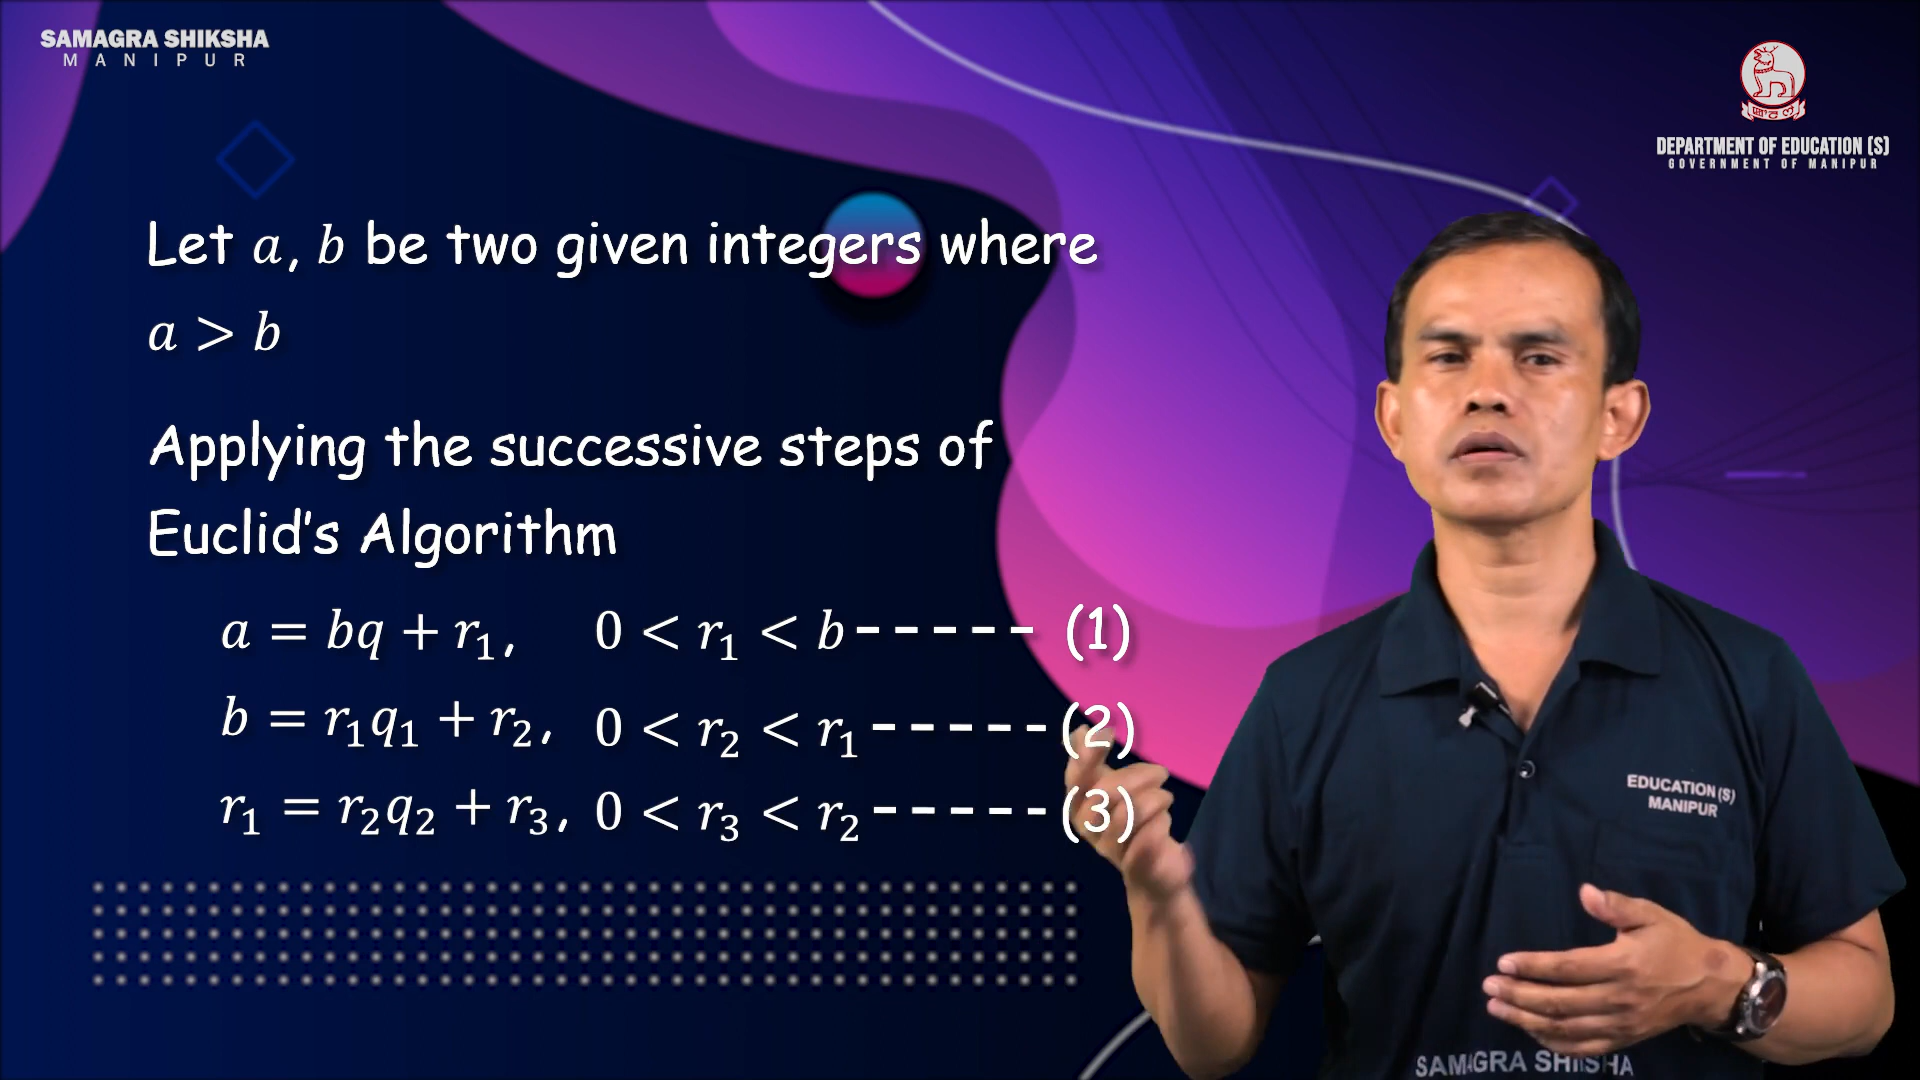 SAMAGRA SHIKSHA
MANIPUR
DEPARTMENT OF EDUCATION (S)
GOVERNMENT OF MANIPUR
Let a, b be two given integers where
a > b
Applying the successive steps of
Euclid's Algorithm
a = bq + r₁, 0 < r₁ < b ----- (1)
b = r₁q₁ + r₂, 0 < r₂ < r₁ ----- (2)
r₁ = r₂q₂ + r₃, 0 < r₃ < r₂ ----- (3)
EDUCATION (S)
MANIPUR
SAMAGRA SHIKSHA